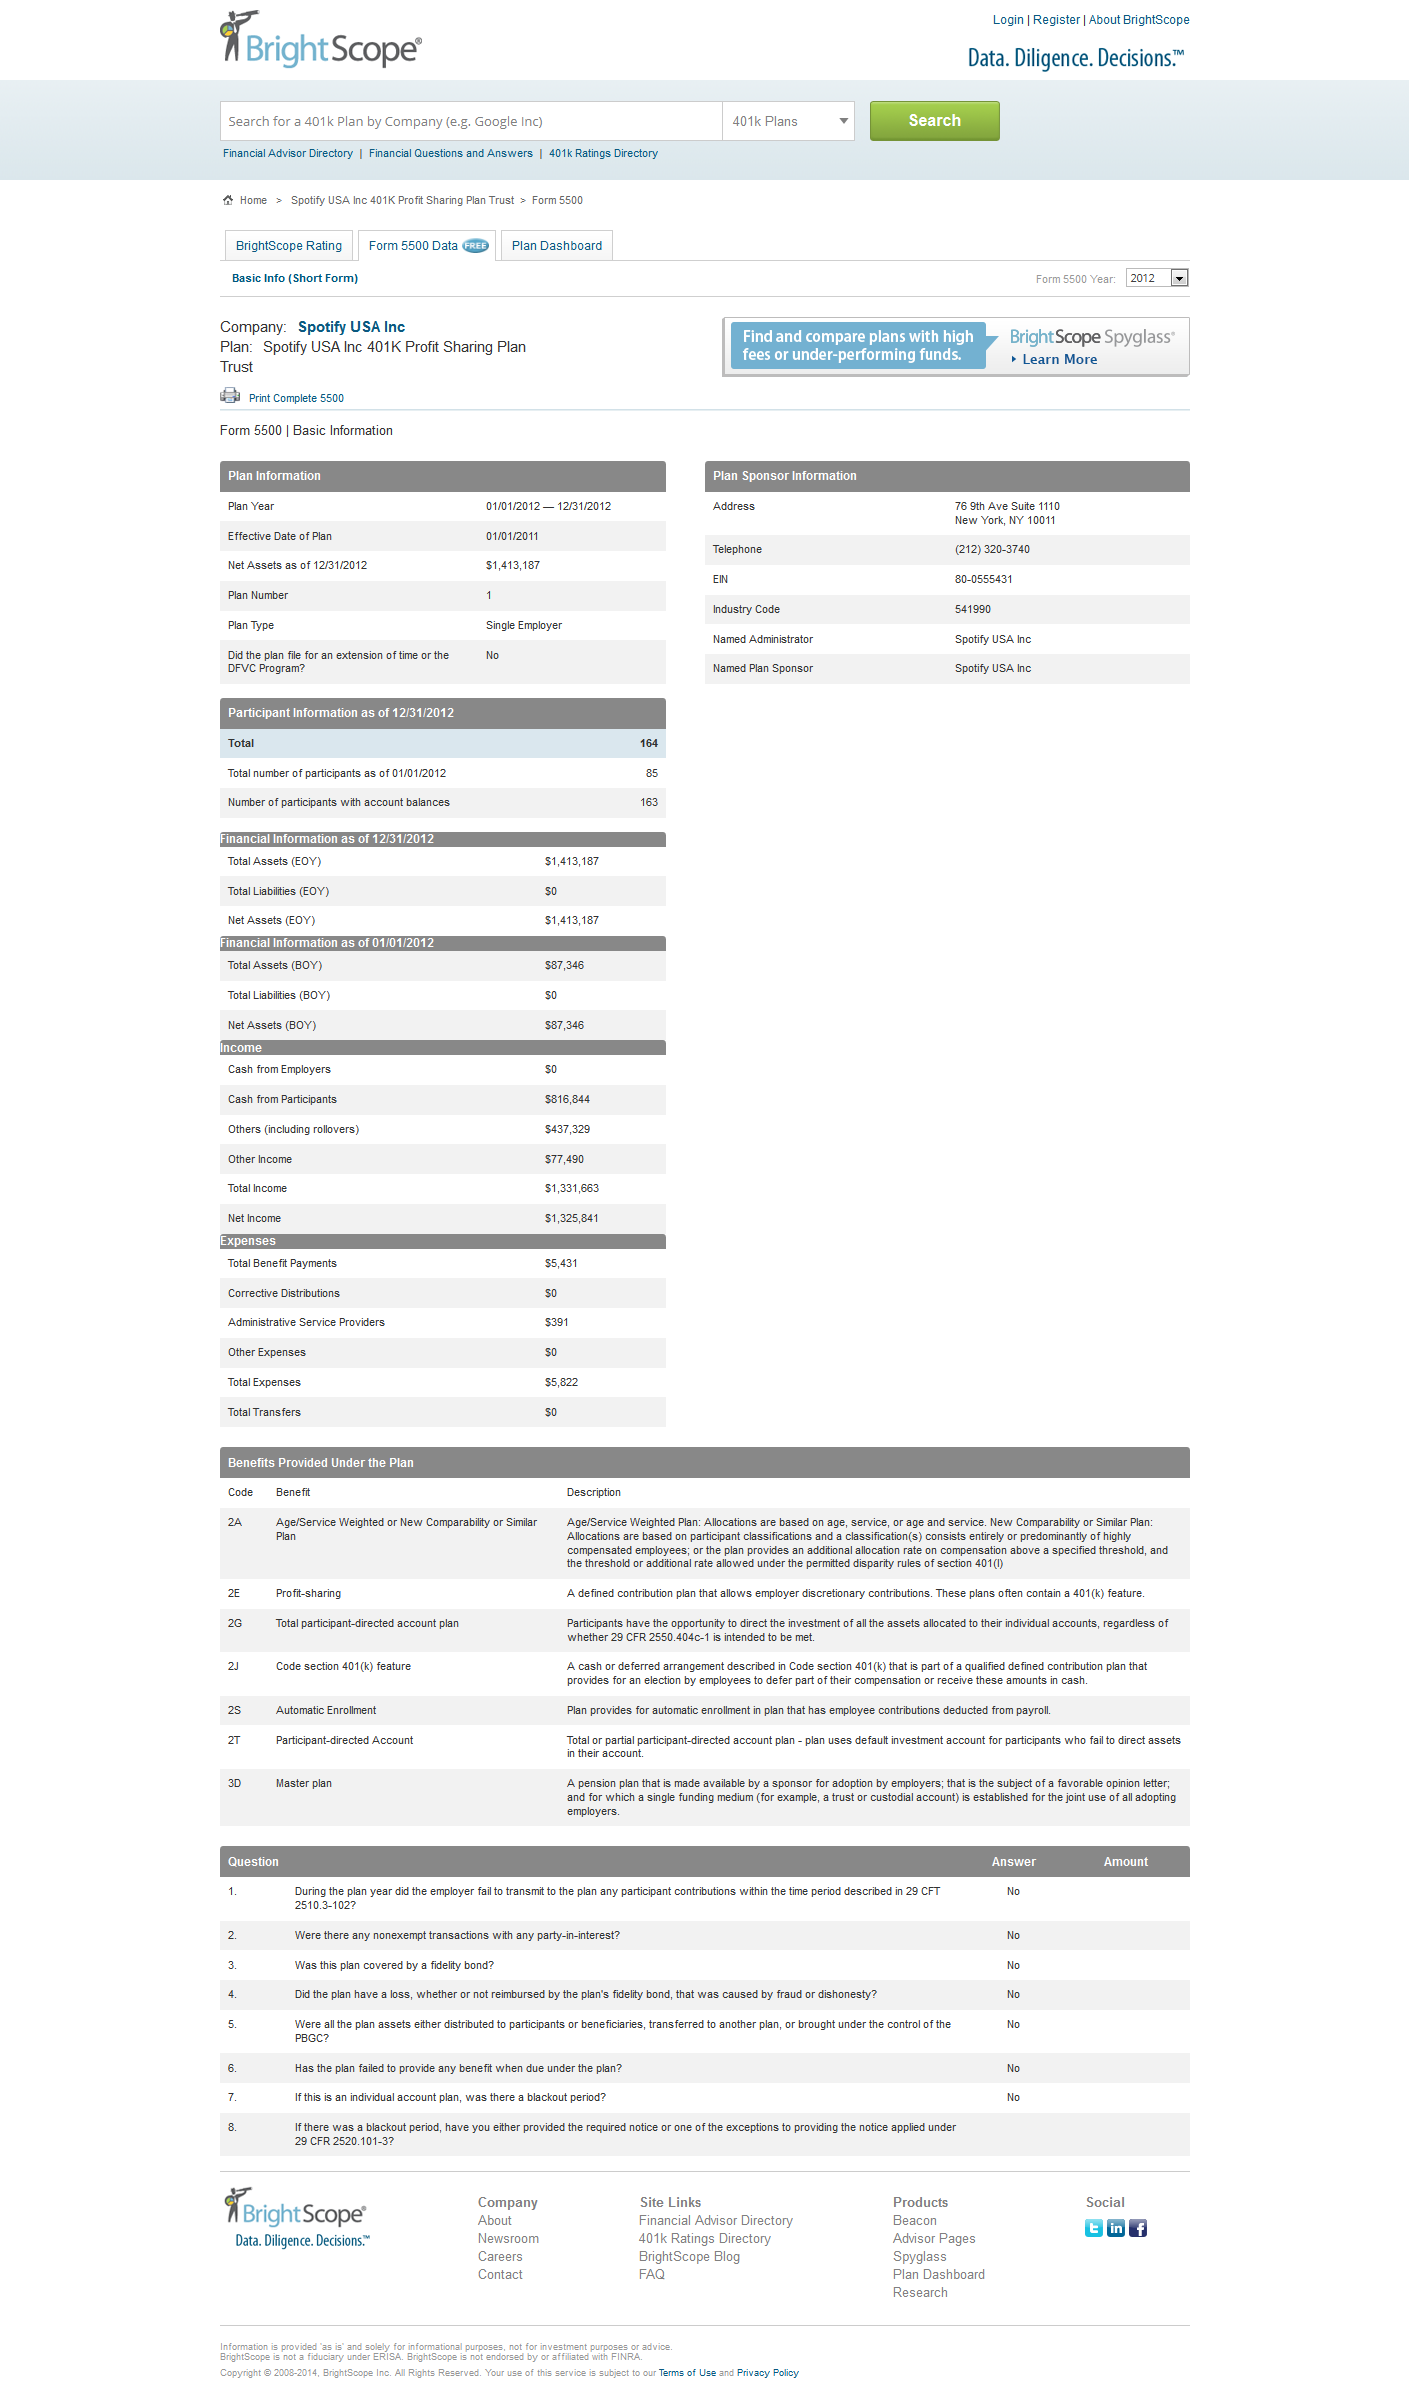 BrightScope®
Login | Register | About BrightScope
Data. Diligence. Decisions.™
Search for a 401k Plan by Company (e.g. Google Inc)
401k Plans
Search
Financial Advisor Directory | Financial Questions and Answers | 401k Ratings Directory
Home > Spotify USA Inc 401K Profit Sharing Plan Trust > Form 5500
BrightScope Rating
Form 5500 Data FREE
Plan Dashboard
Basic Info (Short Form)
Form 5500 Year: 2012
Company: Spotify USA Inc
Plan: Spotify USA Inc 401K Profit Sharing Plan
Trust
Find and compare plans with high
fees or under-performing funds.
BrightScope Spyglass®
Learn More
Print Complete 5500
Form 5500 | Basic Information
Plan Information
Plan Year 01/01/2012 — 12/31/2012
Effective Date of Plan 01/01/2011
Net Assets as of 12/31/2012 $1,413,187
Plan Number 1
Plan Type Single Employer
Did the plan file for an extension of time or the No
DFVC Program?
Plan Sponsor Information
Address 76 9th Ave Suite 1110
New York, NY 10011
Telephone (212) 320-3740
EIN 80-0555431
Industry Code 541990
Named Administrator Spotify USA Inc
Named Plan Sponsor Spotify USA Inc
Participant Information as of 12/31/2012
Total 164
Total number of participants as of 01/01/2012 85
Number of participants with account balances 163
Financial Information as of 12/31/2012
Total Assets (EOY) $1,413,187
Total Liabilities (EOY) $0
Net Assets (EOY) $1,413,187
Financial Information as of 01/01/2012
Total Assets (BOY) $87,346
Total Liabilities (BOY) $0
Net Assets (BOY) $87,346
Income
Cash from Employers $0
Cash from Participants $816,844
Others (including rollovers) $437,329
Other Income $77,490
Total Income $1,331,663
Net Income $1,325,841
Expenses
Total Benefit Payments $5,431
Corrective Distributions $0
Administrative Service Providers $391
Other Expenses $0
Total Expenses $5,822
Total Transfers $0
Benefits Provided Under the Plan
Code Benefit Description
2A Age/Service Weighted or New Comparability or Similar Age/Service Weighted Plan: Allocations are based on age, service, or age and service. New Comparability or Similar Plan:
Plan Allocations are based on participant classifications and a classification(s) consists entirely or predominantly of highly
compensated employees; or the plan provides an additional allocation rate on compensation above a specified threshold, and
the threshold or additional rate allowed under the permitted disparity rules of section 401(l)
2E Profit-sharing A defined contribution plan that allows employer discretionary contributions. These plans often contain a 401(k) feature.
2G Total participant-directed account plan Participants have the opportunity to direct the investment of all the assets allocated to their individual accounts, regardless of
whether 29 CFR 2550.404c-1 is intended to be met.
2J Code section 401(k) feature A cash or deferred arrangement described in Code section 401(k) that is part of a qualified defined contribution plan that
provides for an election by employees to defer part of their compensation or receive these amounts in cash.
2S Automatic Enrollment Plan provides for automatic enrollment in plan that has employee contributions deducted from payroll.
2T Participant-directed Account Total or partial participant-directed account plan - plan uses default investment account for participants who fail to direct assets
in their account.
3D Master plan A pension plan that is made available by a sponsor for adoption by employers; that is the subject of a favorable opinion letter;
and for which a single funding medium (for example, a trust or custodial account) is established for the joint use of all adopting
employers.
Question Answer Amount
1. During the plan year did the employer fail to transmit to the plan any participant contributions within the time period described in 29 CFT No
2510.3-102?
2. Were there any nonexempt transactions with any party-in-interest? No
3. Was this plan covered by a fidelity bond? No
4. Did the plan have a loss, whether or not reimbursed by the plan's fidelity bond, that was caused by fraud or dishonesty? No
5. Were all the plan assets either distributed to participants or beneficiaries, transferred to another plan, or brought under the control of the No
PBGC?
6. Has the plan failed to provide any benefit when due under the plan? No
7. If this is an individual account plan, was there a blackout period? No
8. If there was a blackout period, have you either provided the required notice or one of the exceptions to providing the notice applied under
29 CFR 2520.101-3?
BrightScope®
Data. Diligence. Decisions.™
Company
About
Newsroom
Careers
Contact
Site Links
Financial Advisor Directory
401k Ratings Directory
BrightScope Blog
FAQ
Products
Beacon
Advisor Pages
Spyglass
Plan Dashboard
Research
Social
Information is provided 'as is' and solely for informational purposes, not for investment purposes or advice.
BrightScope is not a fiduciary under ERISA. BrightScope is not endorsed by or affiliated with FINRA.
Copyright © 2008-2014, BrightScope Inc. All Rights Reserved. Your use of this service is subject to our Terms of Use and Privacy Policy